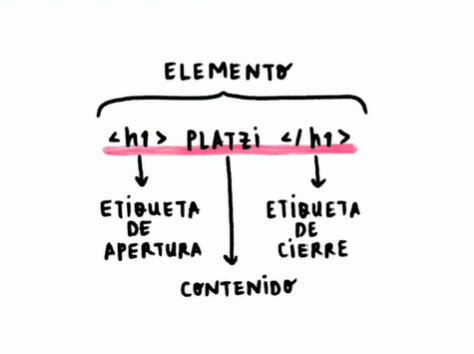 ELEMENTO
<h1> PLATZI </h1>
ETIQUETA
DE
APERTURA
ETIQUETA
DE
CIERRE
CONTENIDO